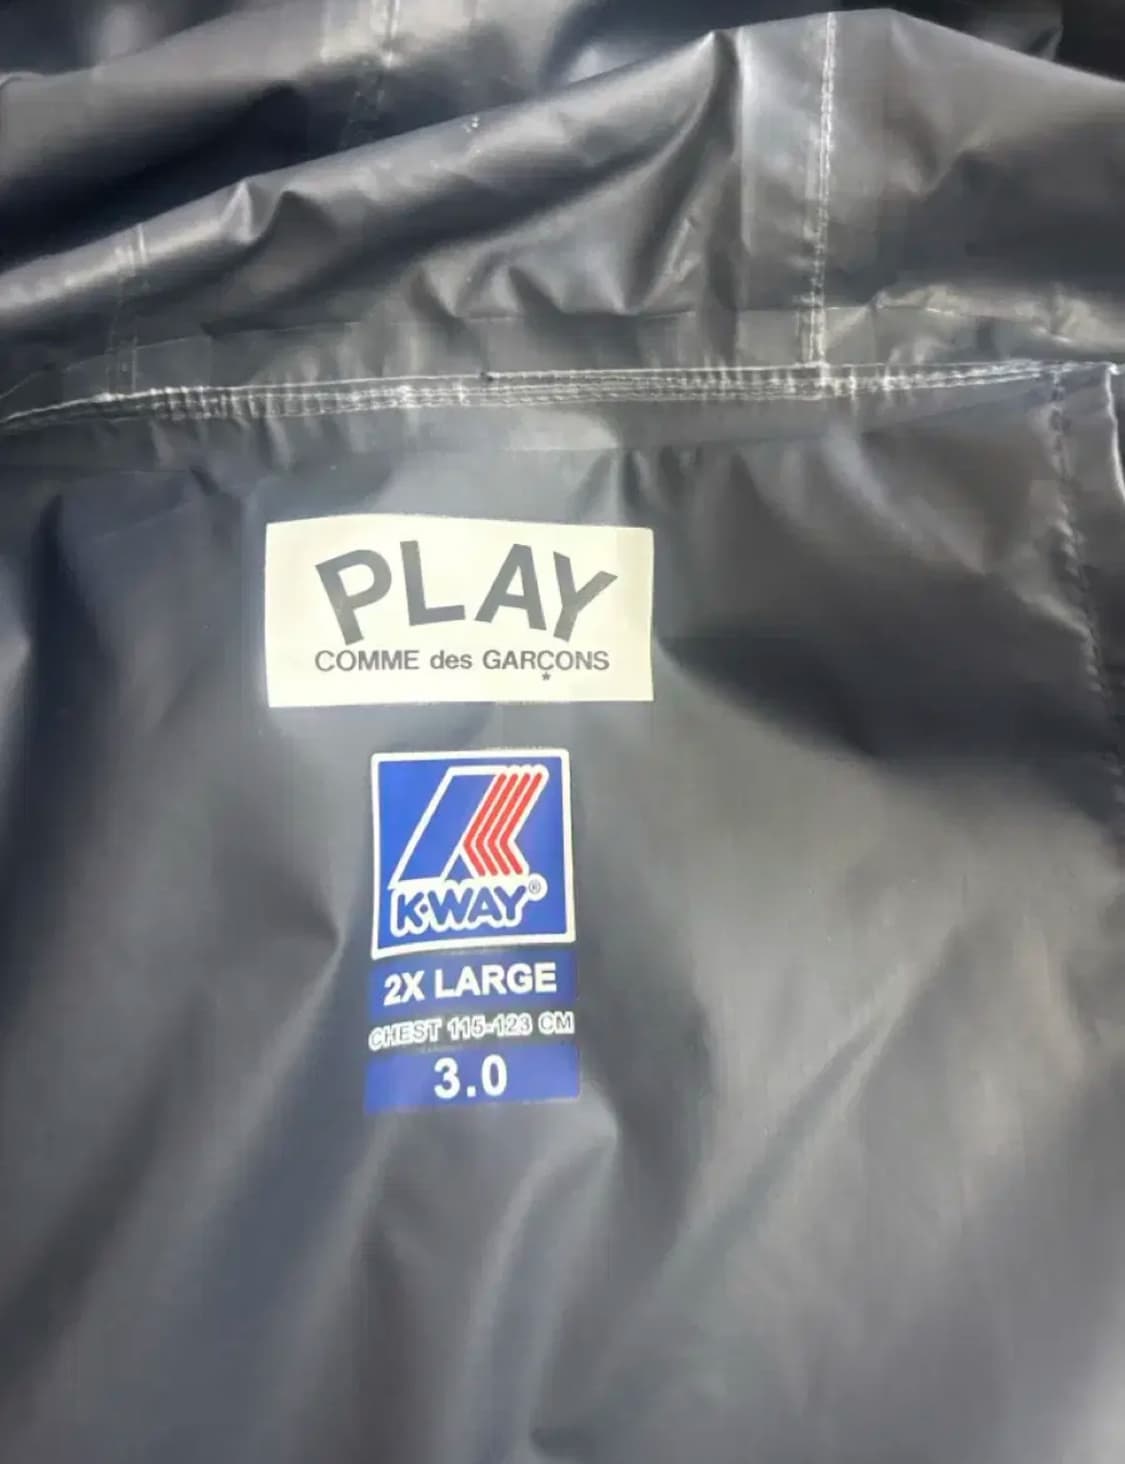 PLAY
COMME des GARÇONS
*
K·WAY®
2X LARGE
CHEST 115-123 CM
3.0